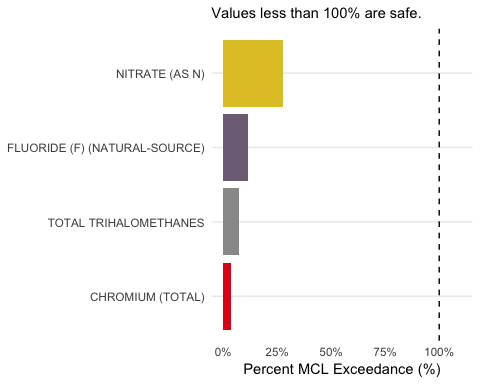 Values less than 100% are safe.
NITRATE (AS N)
FLUORIDE (F) (NATURAL-SOURCE)
TOTAL TRIHALOMETHANES
CHROMIUM (TOTAL)
0% 25% 50% 75% 100%
Percent MCL Exceedance (%)